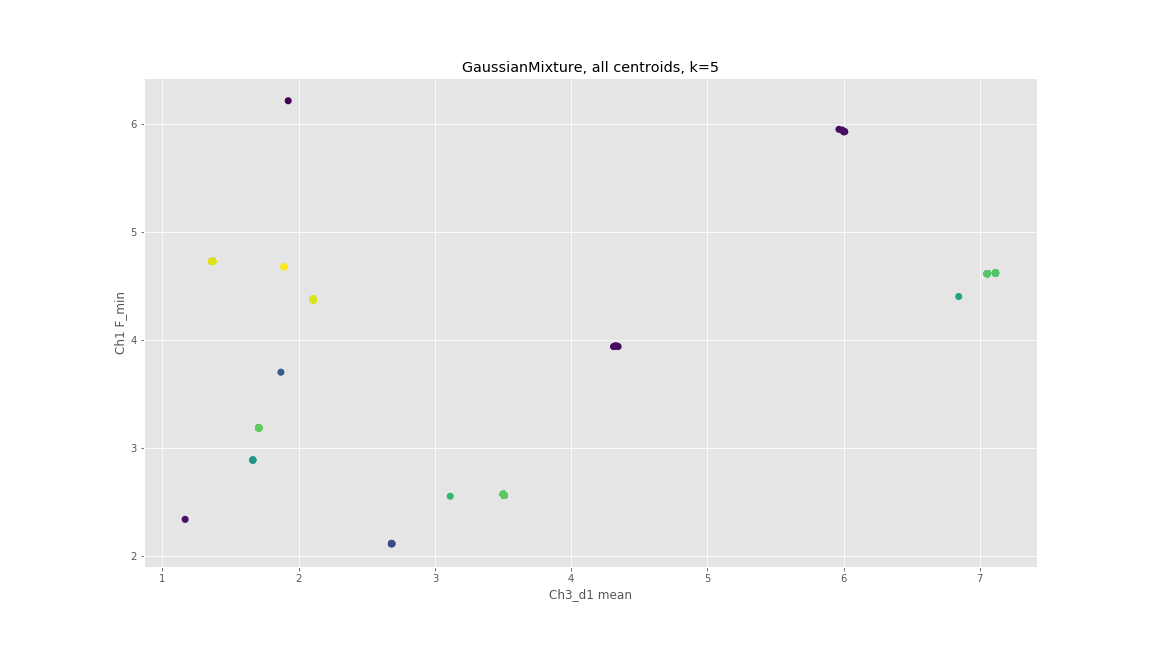 GaussianMixture, all centroids, k=5
6
5
4
3
2
Ch1 F_min
1 2 3 4 5 6 7
Ch3_d1 mean